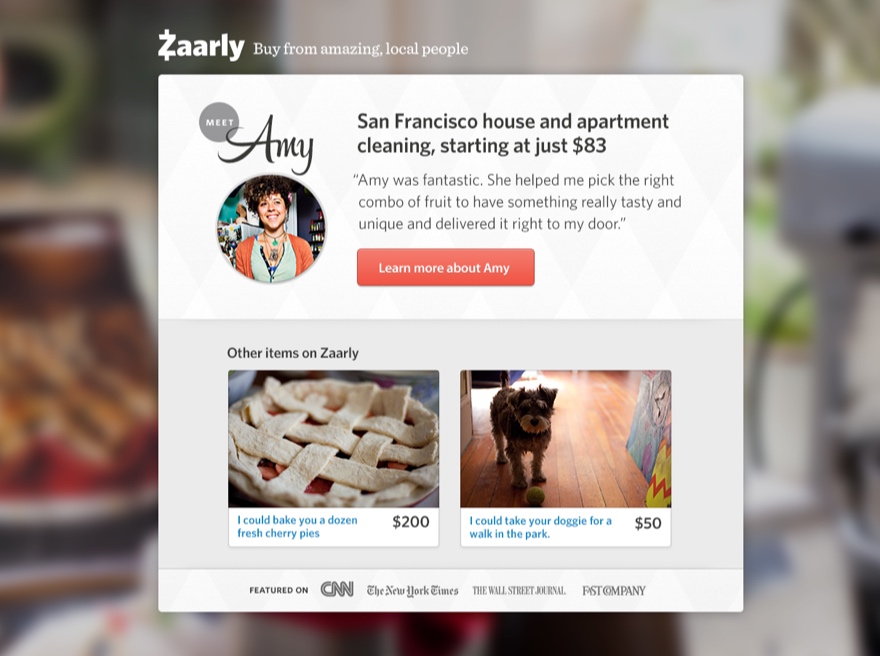 Zaarly Buy from amazing, local people
MEET
Amy
San Francisco house and apartment
cleaning, starting at just $83
“Amy was fantastic. She helped me pick the right
combo of fruit to have something really tasty and
unique and delivered it right to my door.”
Learn more about Amy
Other items on Zaarly
I could bake you a dozen
fresh cherry pies
$200
I could take your doggie for a
walk in the park.
$50
FEATURED ON CNN The New York Times THE WALL STREET JOURNAL FAST COMPANY